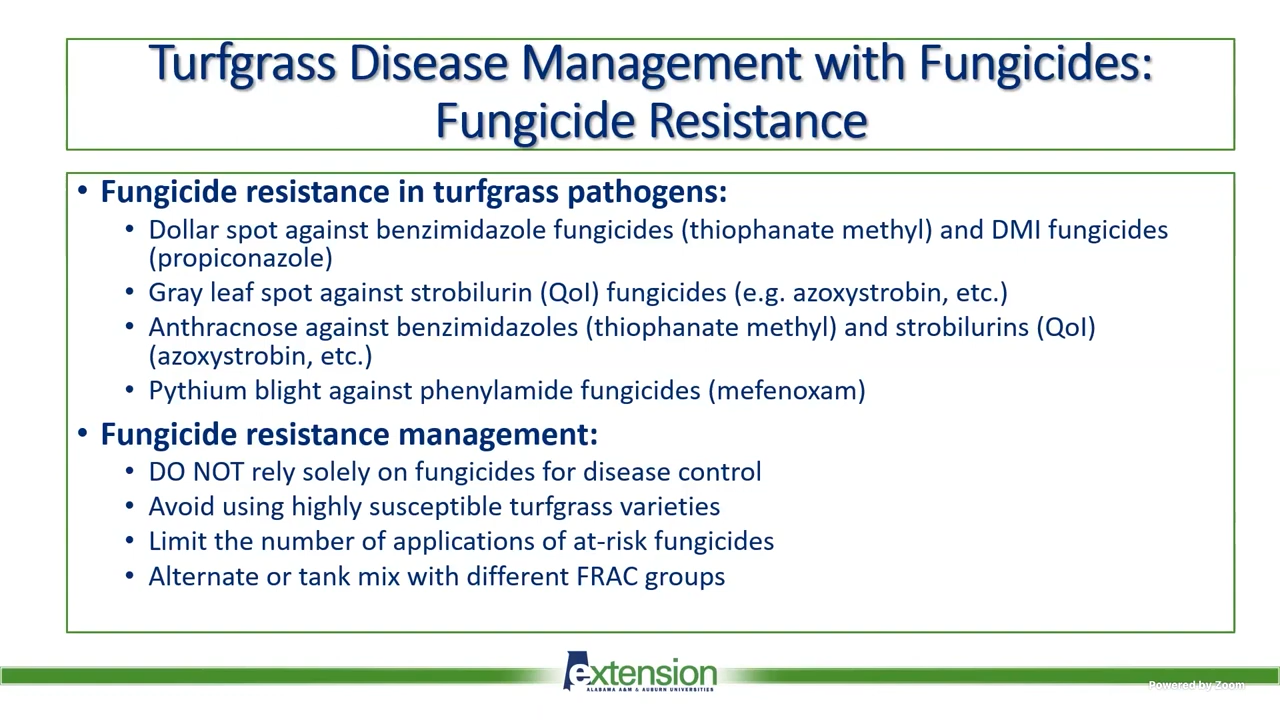 Turfgrass Disease Management with Fungicides:
Fungicide Resistance
• Fungicide resistance in turfgrass pathogens:
• Dollar spot against benzimidazole fungicides (thiophanate methyl) and DMI fungicides
(propiconazole)
• Gray leaf spot against strobilurin (QoI) fungicides (e.g. azoxystrobin, etc.)
• Anthracnose against benzimidazoles (thiophanate methyl) and strobilurins (QoI)
(azoxystrobin, etc.)
• Pythium blight against phenylamide fungicides (mefenoxam)
• Fungicide resistance management:
• DO NOT rely solely on fungicides for disease control
• Avoid using highly susceptible turfgrass varieties
• Limit the number of applications of at-risk fungicides
• Alternate or tank mix with different FRAC groups
extension
ALABAMA A&M & AUBURN UNIVERSITIES
Powered by Zoom